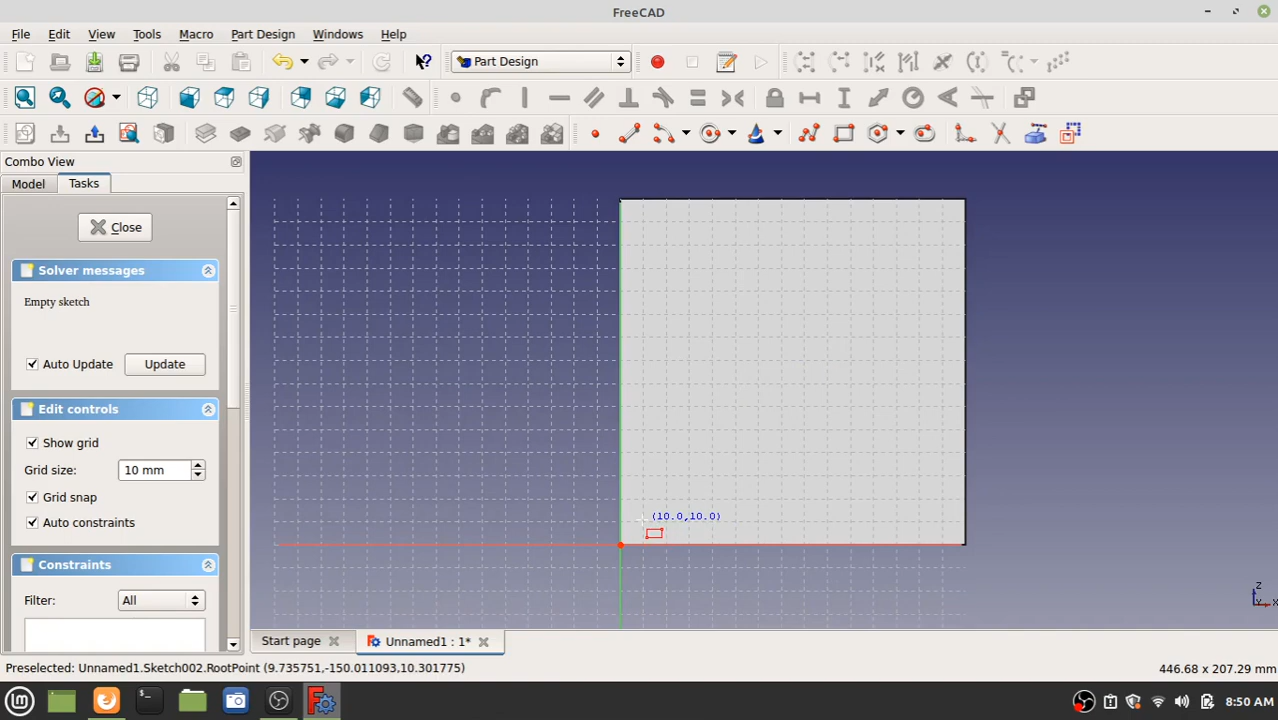 FreeCAD
File Edit View Tools Macro Part Design Windows Help
Part Design
Combo View
Model Tasks
Close
Solver messages
Empty sketch
Auto Update Update
Edit controls
Show grid
Grid size: 10 mm
Grid snap
Auto constraints
Constraints
Filter: All
(10.0,10.0)
Z
Y X
Start page Unnamed1 : 1*
Preselected: Unnamed1.Sketch002.RootPoint (9.735751,-150.011093,10.301775) 446.68 x 207.29 mm
8:50 AM